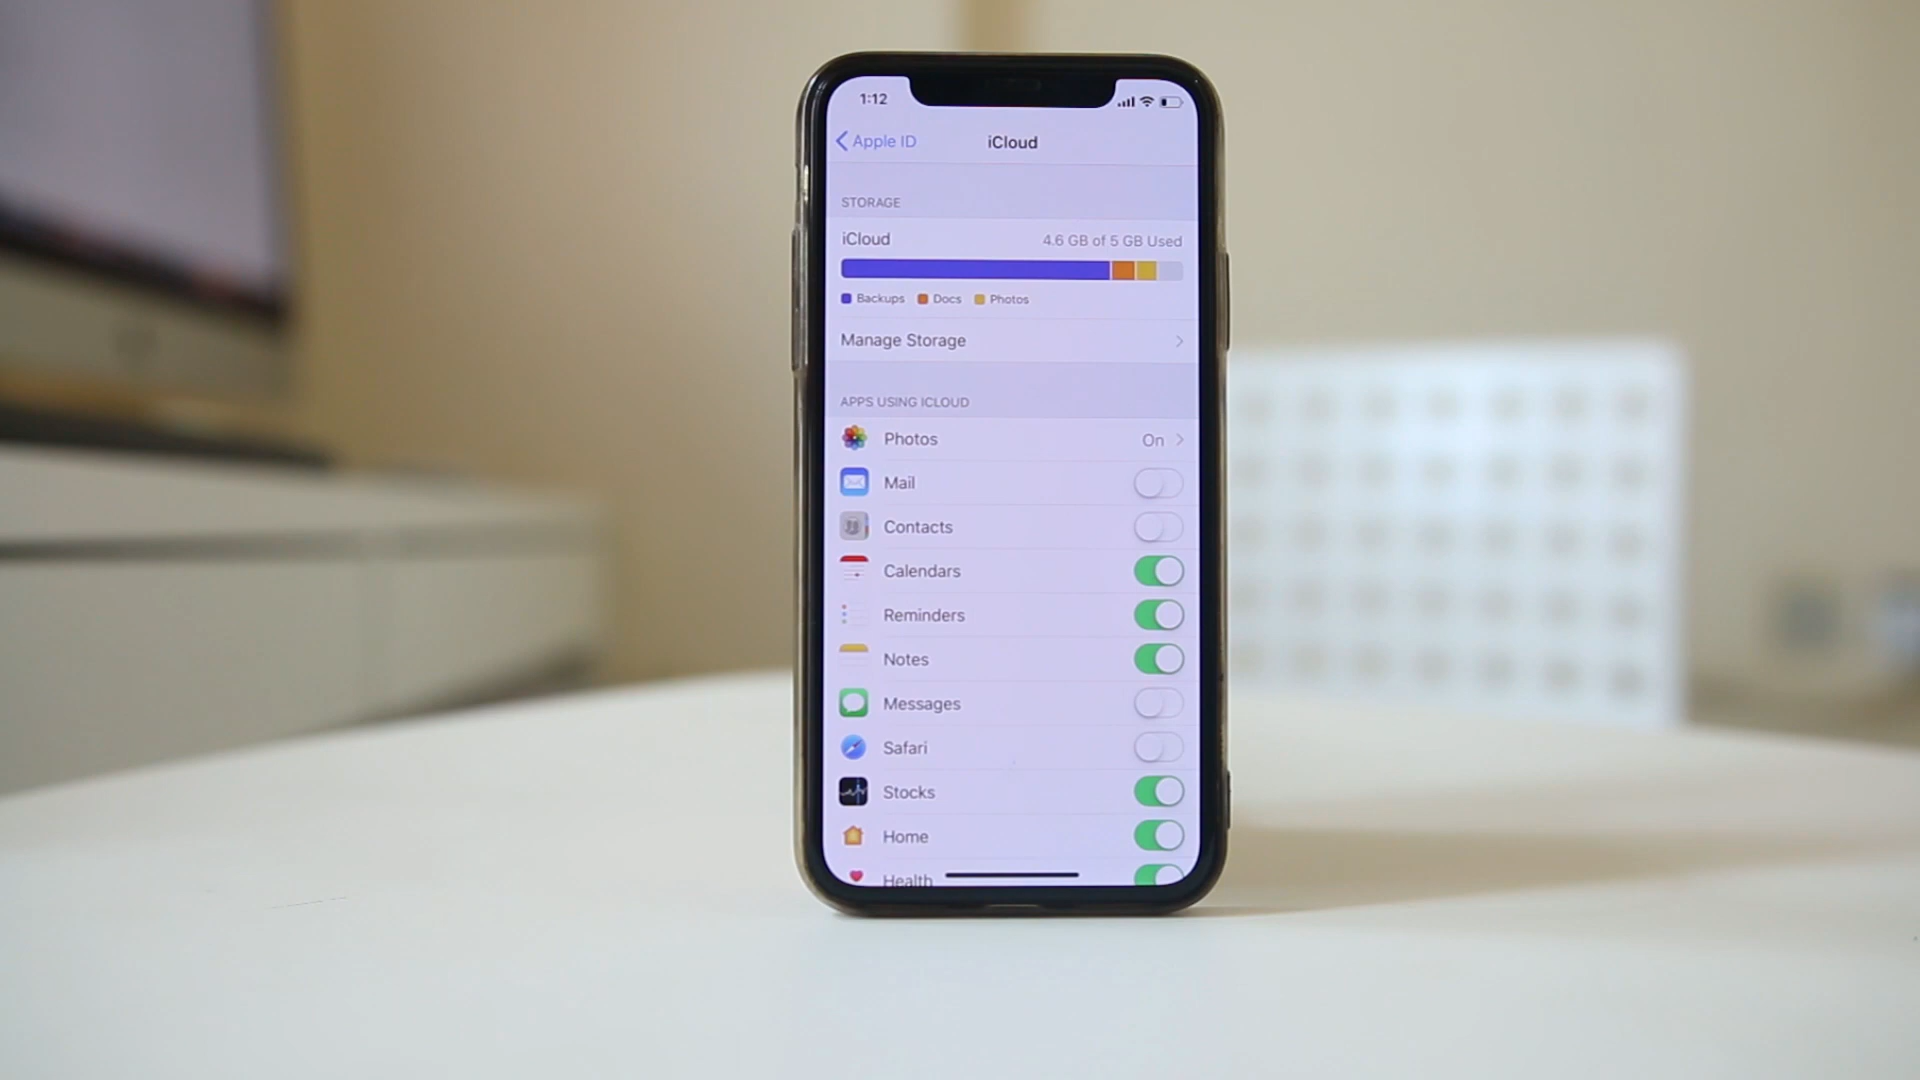 1:12
Apple ID
iCloud
STORAGE
iCloud 4.6 GB of 5 GB Used
Backups Docs Photos
Manage Storage
APPS USING ICLOUD
Photos On
Mail
Contacts
Calendars
Reminders
Notes
Messages
Safari
Stocks
Home
Health